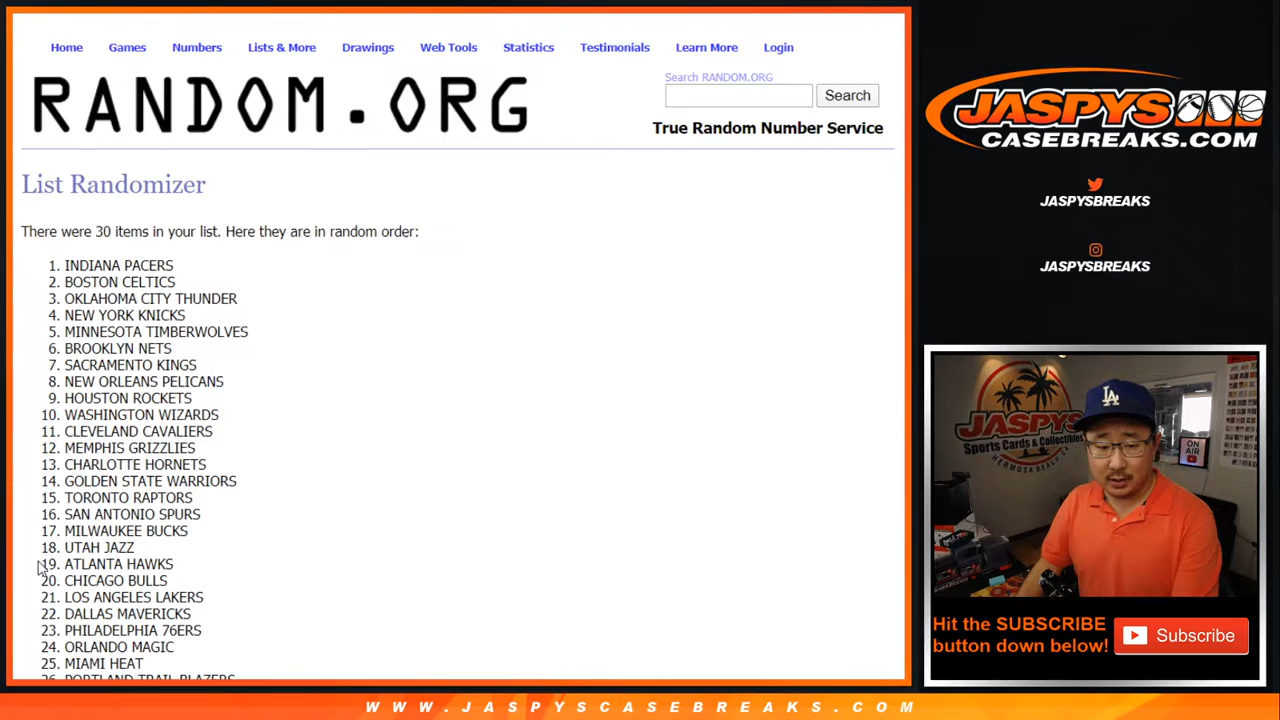 Home Games Numbers Lists & More Drawings Web Tools Statistics Testimonials Learn More Login
RANDOM.ORG
Search RANDOM.ORG
Search
True Random Number Service
List Randomizer
There were 30 items in your list. Here they are in random order:
1. INDIANA PACERS
2. BOSTON CELTICS
3. OKLAHOMA CITY THUNDER
4. NEW YORK KNICKS
5. MINNESOTA TIMBERWOLVES
6. BROOKLYN NETS
7. SACRAMENTO KINGS
8. NEW ORLEANS PELICANS
9. HOUSTON ROCKETS
10. WASHINGTON WIZARDS
11. CLEVELAND CAVALIERS
12. MEMPHIS GRIZZLIES
13. CHARLOTTE HORNETS
14. GOLDEN STATE WARRIORS
15. TORONTO RAPTORS
16. SAN ANTONIO SPURS
17. MILWAUKEE BUCKS
18. UTAH JAZZ
19. ATLANTA HAWKS
20. CHICAGO BULLS
21. LOS ANGELES LAKERS
22. DALLAS MAVERICKS
23. PHILADELPHIA 76ERS
24. ORLANDO MAGIC
25. MIAMI HEAT
26. PORTLAND TRAIL BLAZERS
JASPYS
CASEBREAKS.COM
JASPYSBREAKS
JASPYSBREAKS
JASPYS
Sports Cards & Collectibles
HERMOSA BEACH, CA
ON AIR
LA
Hit the SUBSCRIBE
button down below!
Subscribe
WWW.JASPYSCASEBREAKS.COM